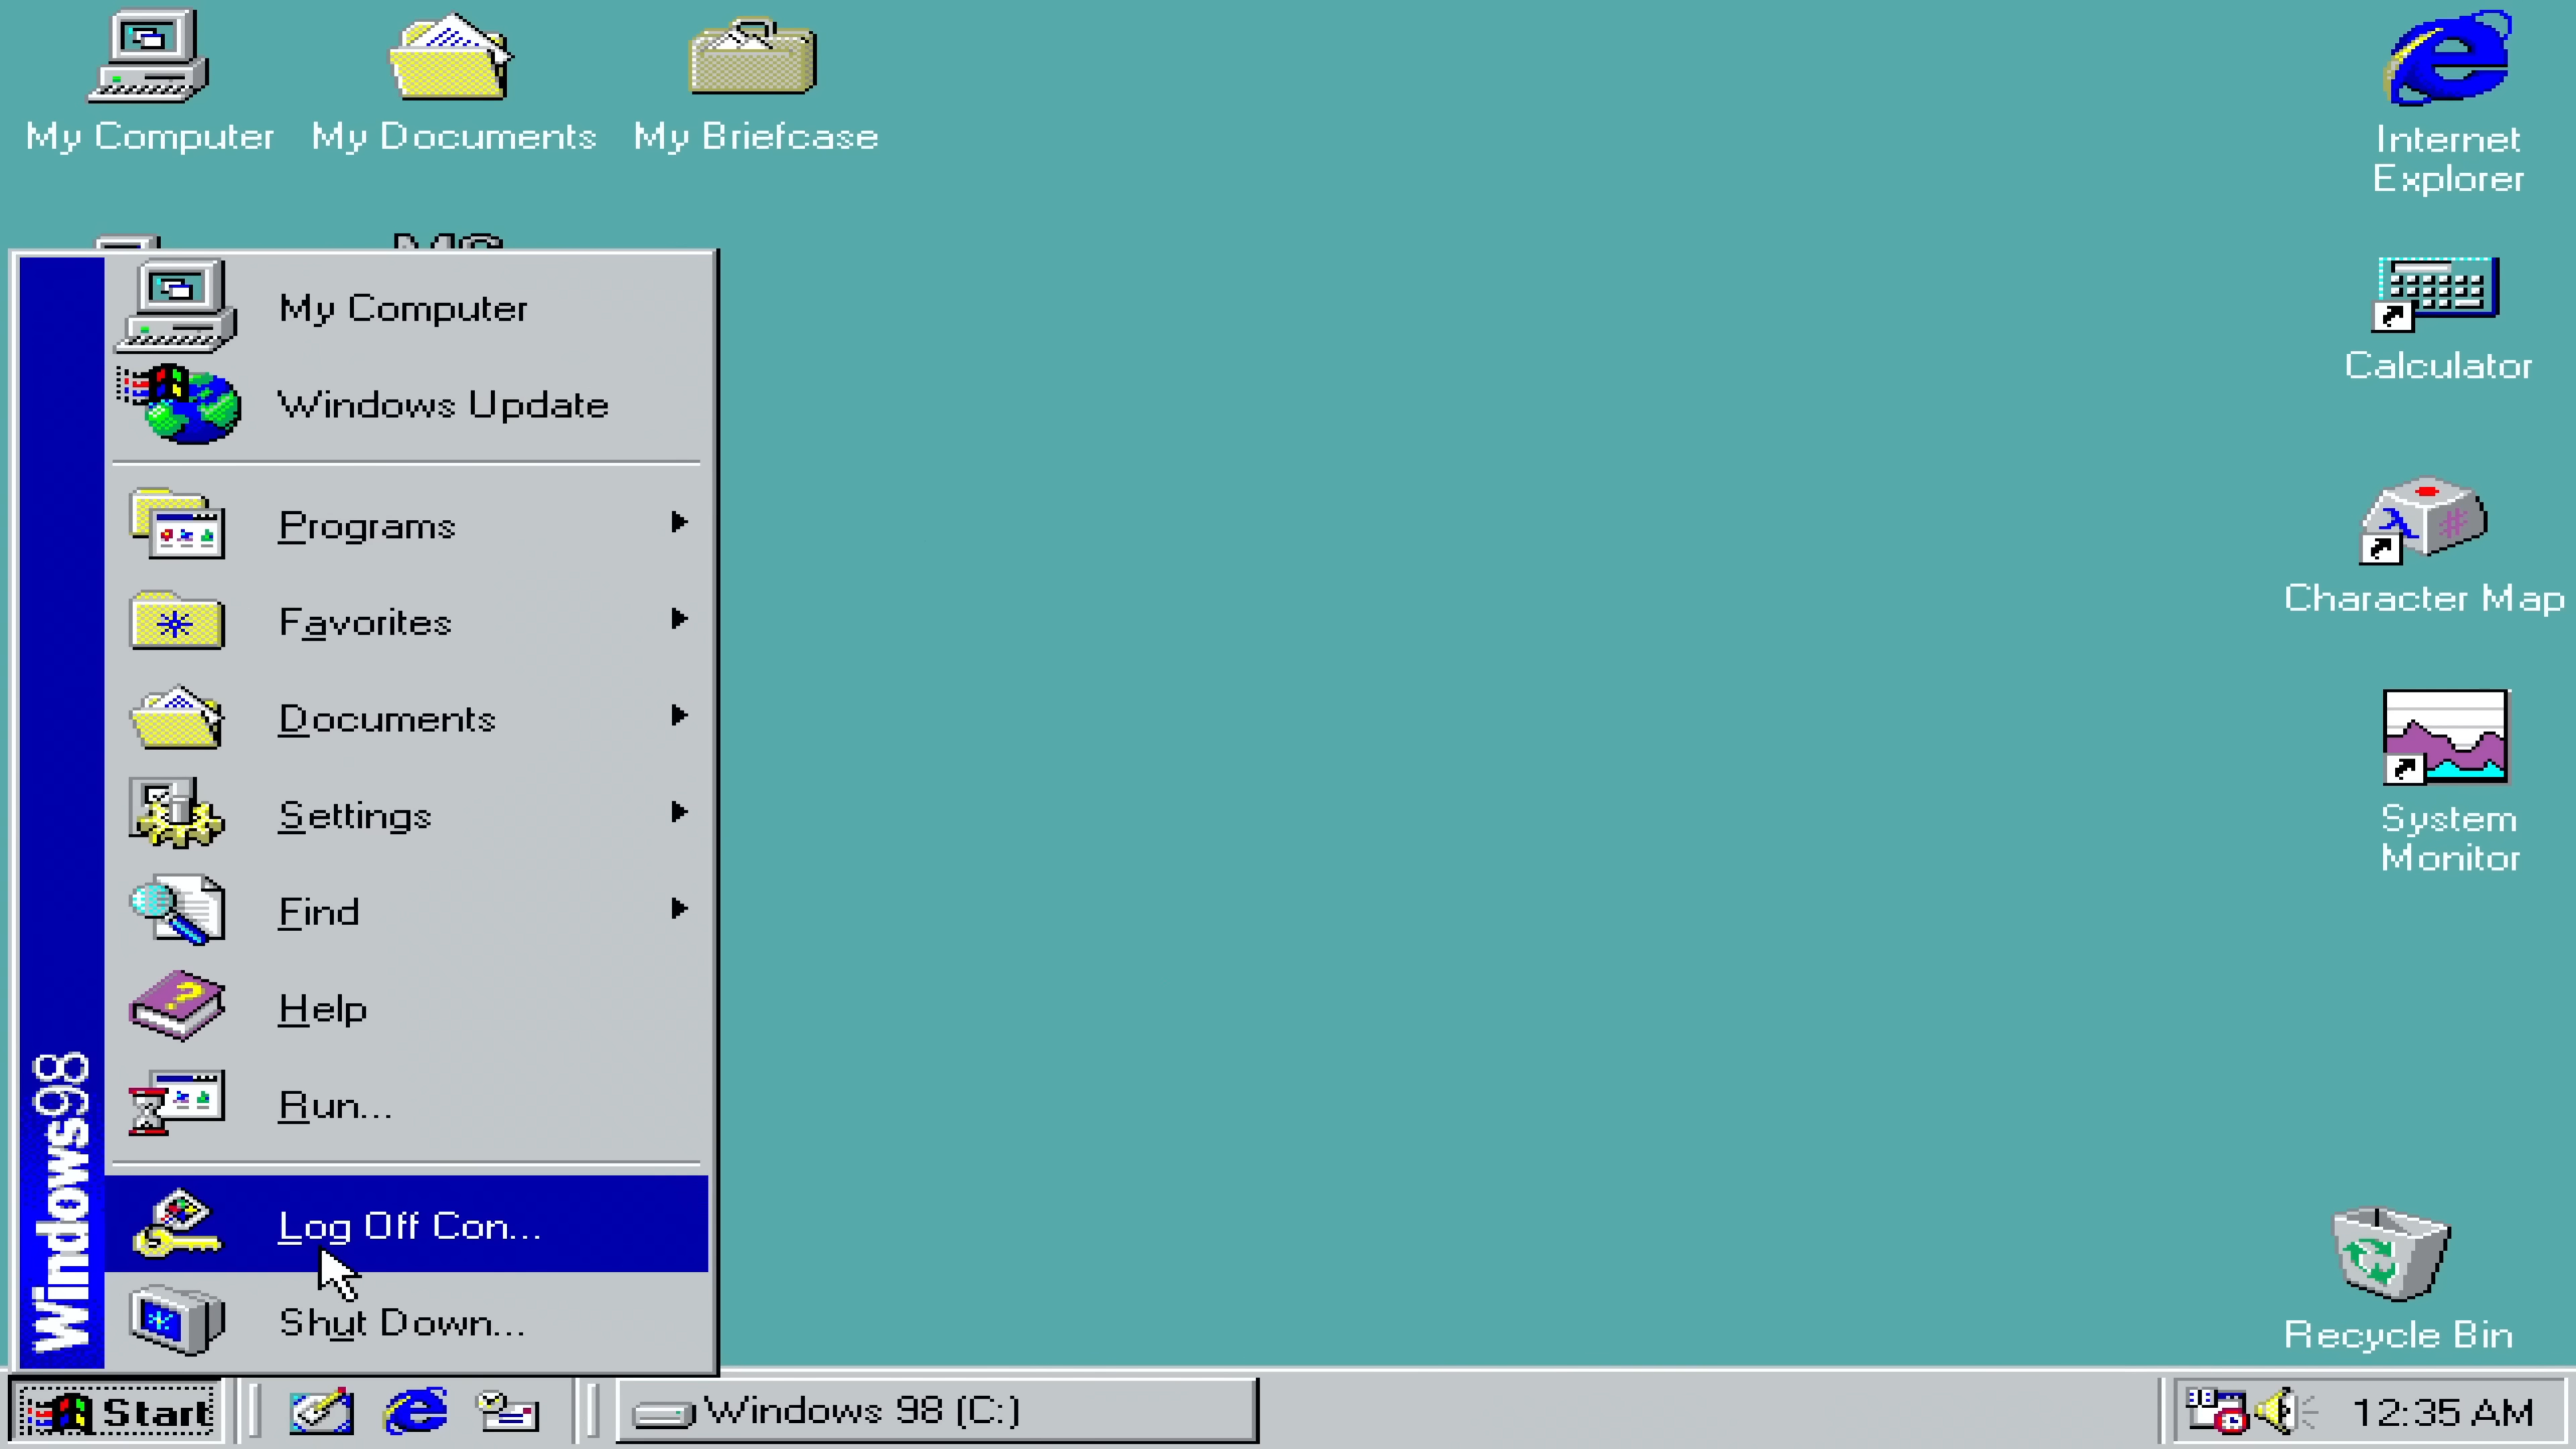 My Computer
My Documents
My Briefcase
Internet
Explorer
Calculator
Character Map
System
Monitor
Recycle Bin
My Computer
Windows Update
Programs
Favorites
Documents
Settings
Find
Help
Run...
Log Off Con...
Shut Down...
Windows98
Start
Windows 98 (C:)
12:35 AM